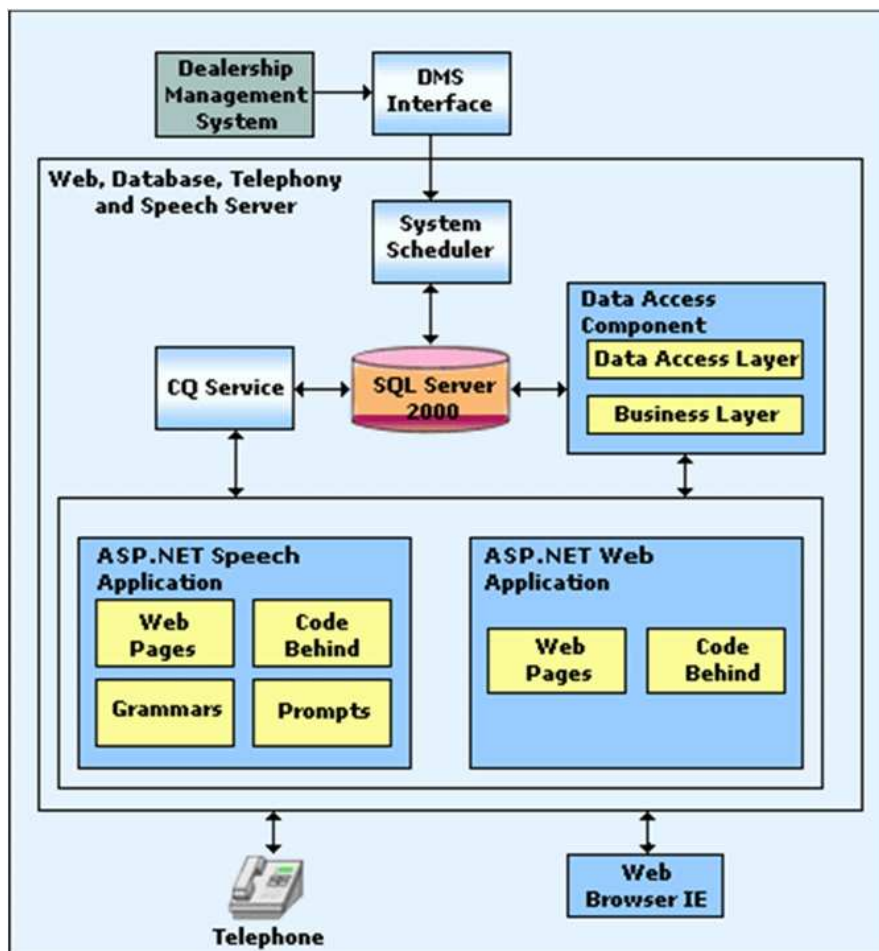 Dealership
Management
System
DMS
Interface
Web, Database, Telephony
and Speech Server
System
Scheduler
Data Access
Component
Data Access Layer
Business Layer
CQ Service
SQL Server
2000
ASP.NET Speech
Application
Web
Pages
Code
Behind
Grammars
Prompts
ASP.NET Web
Application
Web
Pages
Code
Behind
Telephone
Web
Browser IE